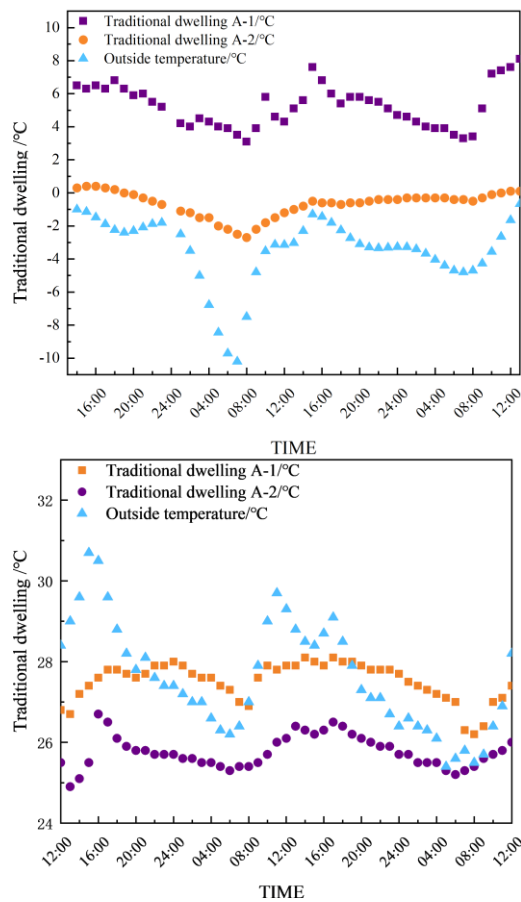 Traditional dwelling A-1/℃
Traditional dwelling A-2/℃
Outside temperature/℃
Traditional dwelling /℃
8
6
4
2
0
-2
-4
-6
-8
-10
16:00 20:00 24:00 04:00 08:00 12:00 16:00 20:00 24:00 04:00 08:00 12:00
TIME
Traditional dwelling A-1/℃
Traditional dwelling A-2/℃
Outside temperature/℃
Traditional dwelling /℃
32
30
28
26
24
12:00 16:00 20:00 24:00 04:00 08:00 12:00 16:00 20:00 24:00 04:00 08:00 12:00
TIME